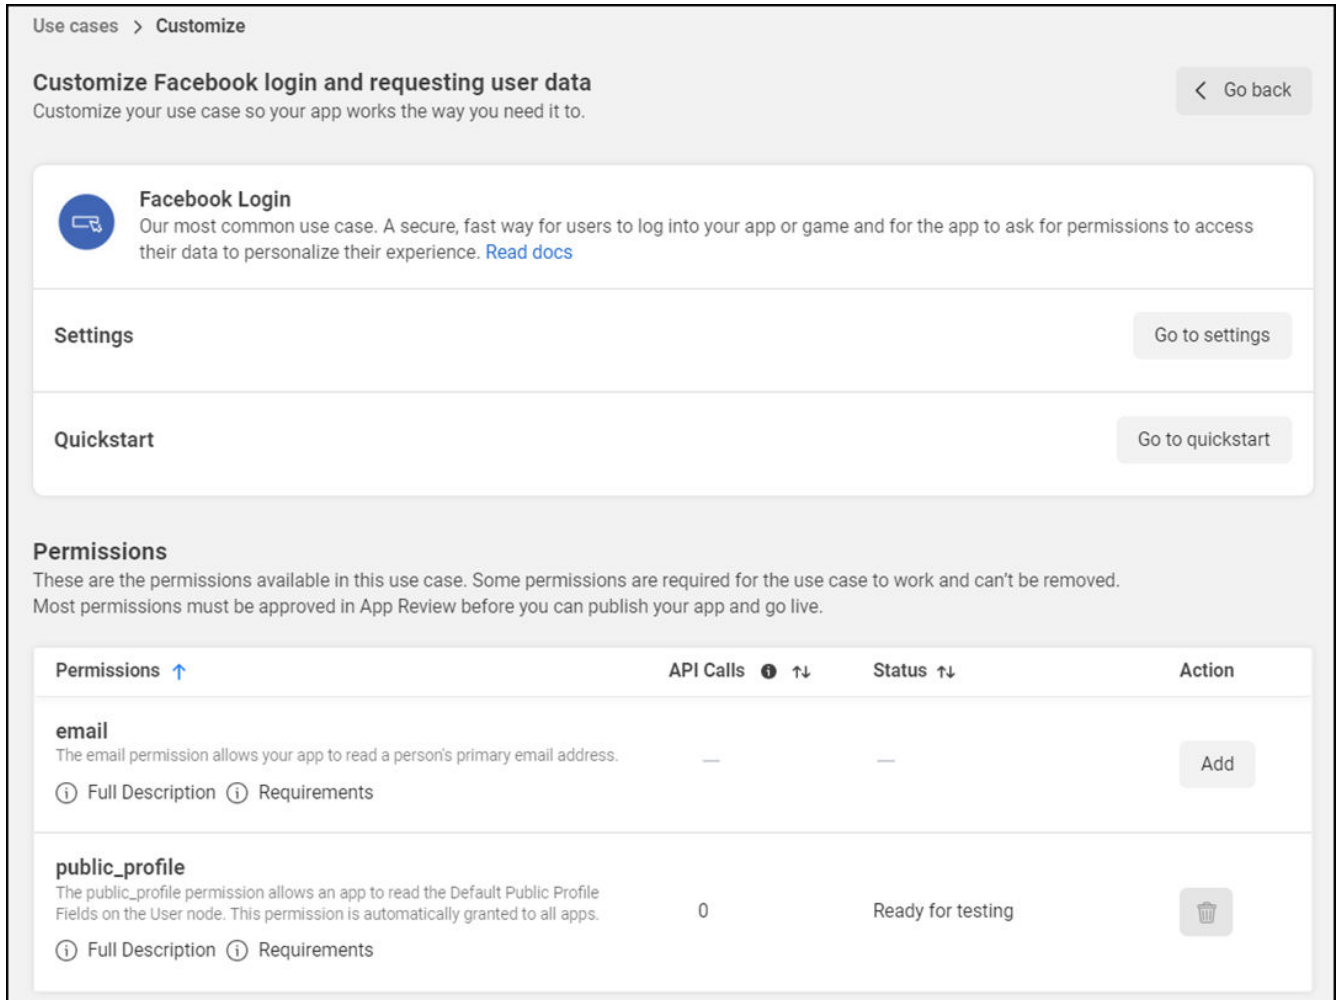 Use cases > Customize
Customize Facebook login and requesting user data
Customize your use case so your app works the way you need it to.
Go back
Facebook Login
Our most common use case. A secure, fast way for users to log into your app or game and for the app to ask for permissions to access
their data to personalize their experience. Read docs
Settings
Go to settings
Quickstart
Go to quickstart
Permissions
These are the permissions available in this use case. Some permissions are required for the use case to work and can't be removed.
Most permissions must be approved in App Review before you can publish your app and go live.
Permissions ↑ API Calls ↑↓ Status ↑↓ Action
email
The email permission allows your app to read a person's primary email address.
— — Add
Full Description Requirements
public_profile
The public_profile permission allows an app to read the Default Public Profile
Fields on the User node. This permission is automatically granted to all apps.
0 Ready for testing
Full Description Requirements